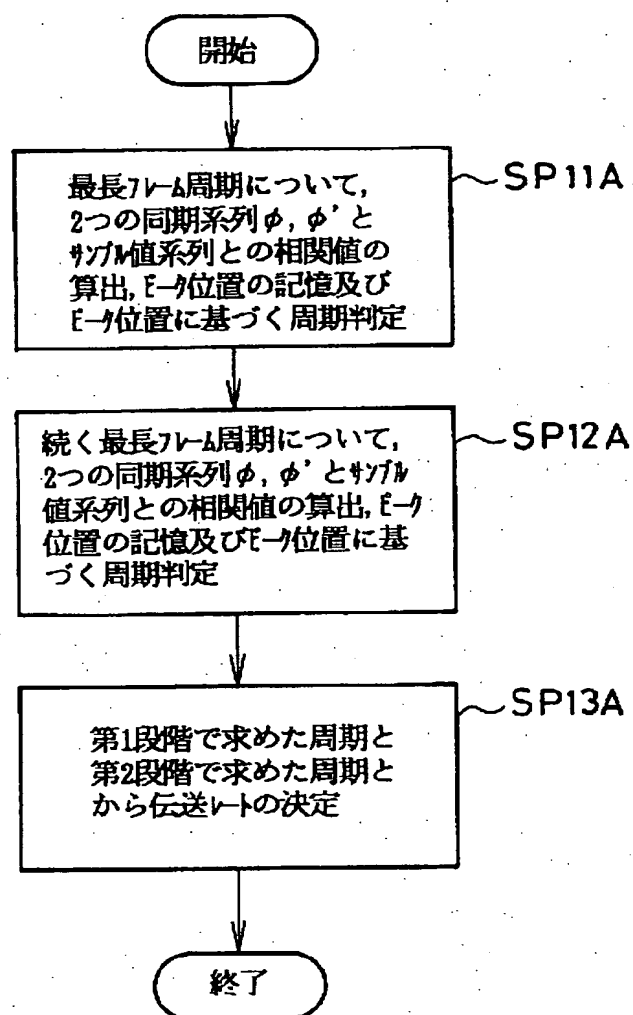 開始
最長ﾌﾚｰﾑ周期について,
2つの同期系列φ, φ'と
ｻﾝﾌﾟﾙ値系列との相関値の
算出, ﾋﾟｰｸ位置の記憶及び
ﾋﾟｰｸ位置に基づく周期判定
SP11A
続く最長ﾌﾚｰﾑ周期について,
2つの同期系列φ, φ'とｻﾝﾌﾟﾙ
値系列との相関値の算出, ﾋﾟｰｸ
位置の記憶及びﾋﾟｰｸ位置に基
づく周期判定
SP12A
第1段階で求めた周期と
第2段階で求めた周期と
から伝送ﾚｰﾄの決定
SP13A
終了